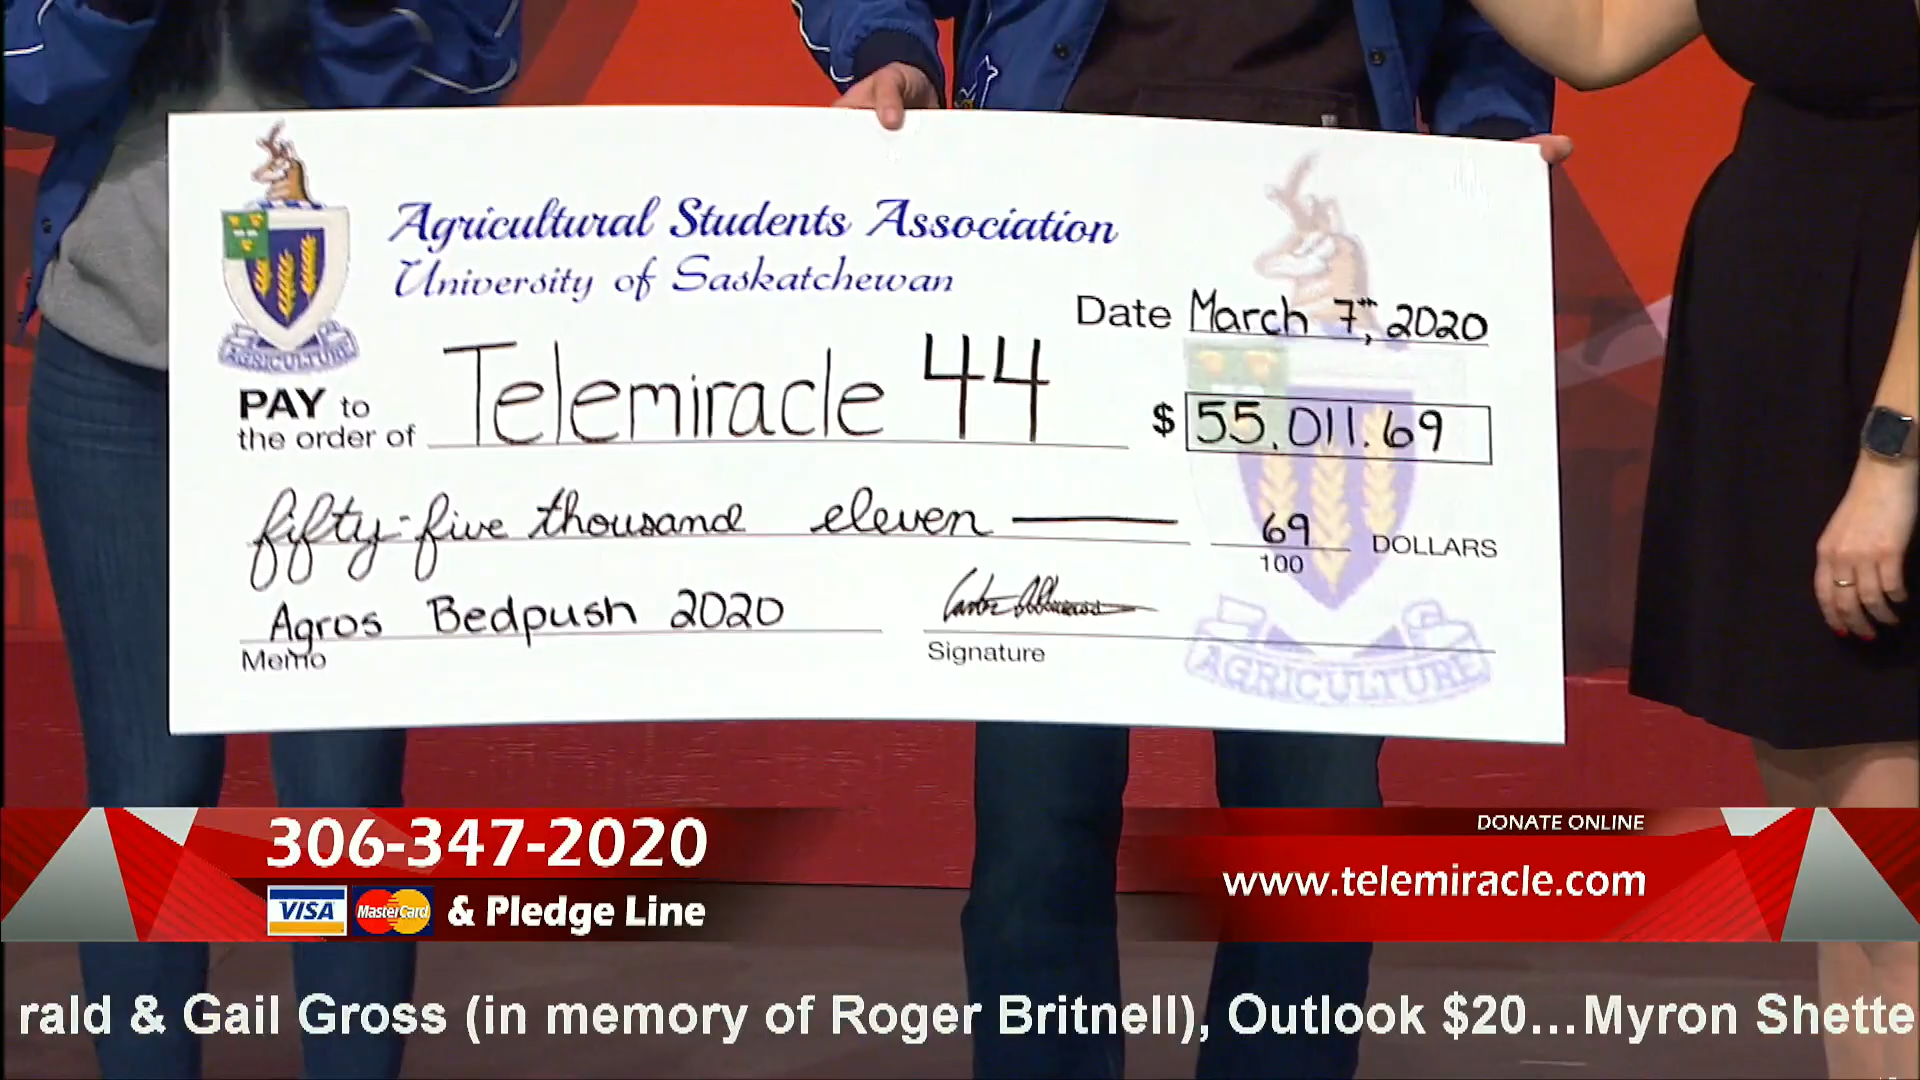 Agricultural Students Association
University of Saskatchewan
Date March 7th, 2020
AGRICULTURE
PAY to
the order of Telemiracle 44
$ 55,011.69
fifty-five thousand eleven 69
100 DOLLARS
Agros Bedpush 2020
Memo
Signature
AGRICULTURE
306-347-2020
VISA MasterCard & Pledge Line
DONATE ONLINE
www.telemiracle.com
rald & Gail Gross (in memory of Roger Britnell), Outlook $20...Myron Shette